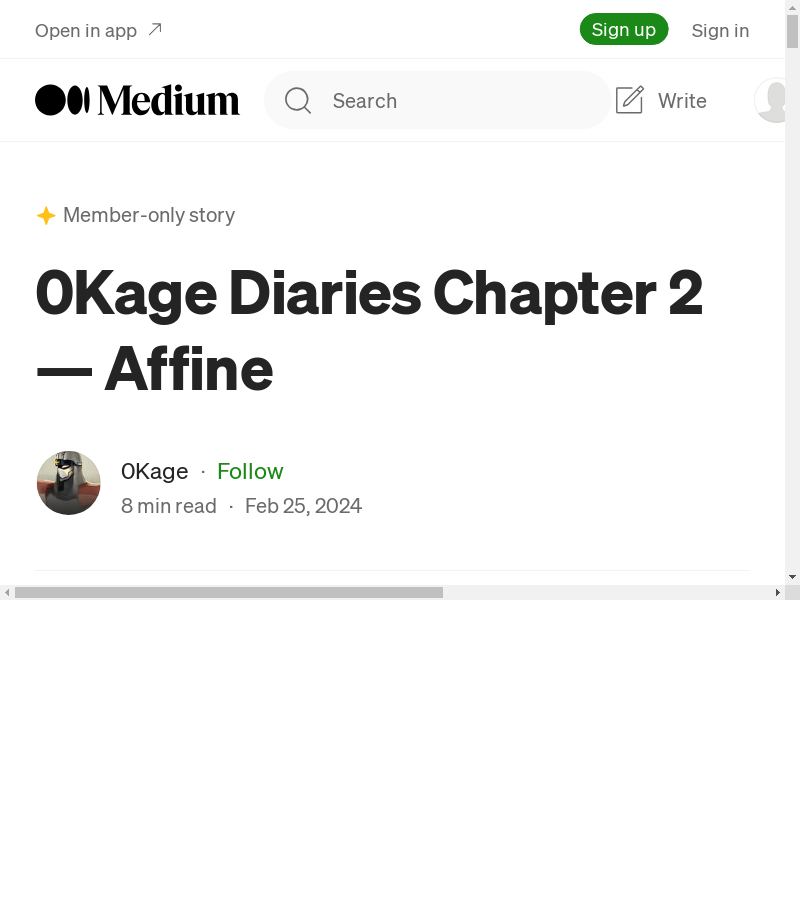 Open in app
Sign up
Sign in
Medium
Search
Write
Member-only story
0Kage Diaries Chapter 2
— Affine
0Kage · Follow
8 min read · Feb 25, 2024